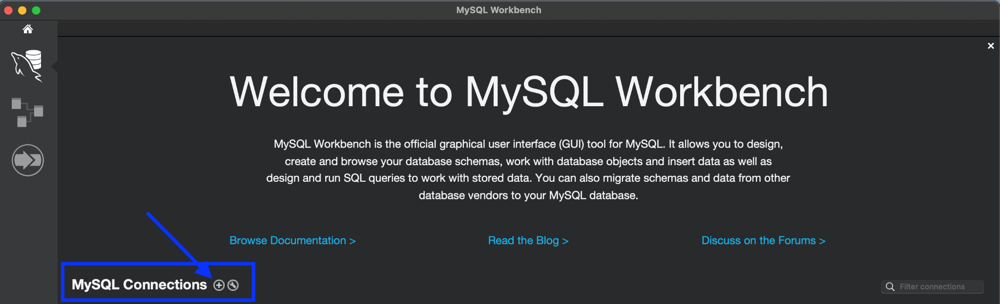 MySQL Workbench
Welcome to MySQL Workbench
MySQL Workbench is the official graphical user interface (GUI) tool for MySQL. It allows you to design,
create and browse your database schemas, work with database objects and insert data as well as
design and run SQL queries to work with stored data. You can also migrate schemas and data from other
database vendors to your MySQL database.
Browse Documentation >
Read the Blog >
Discuss on the Forums >
MySQL Connections
Filter connections